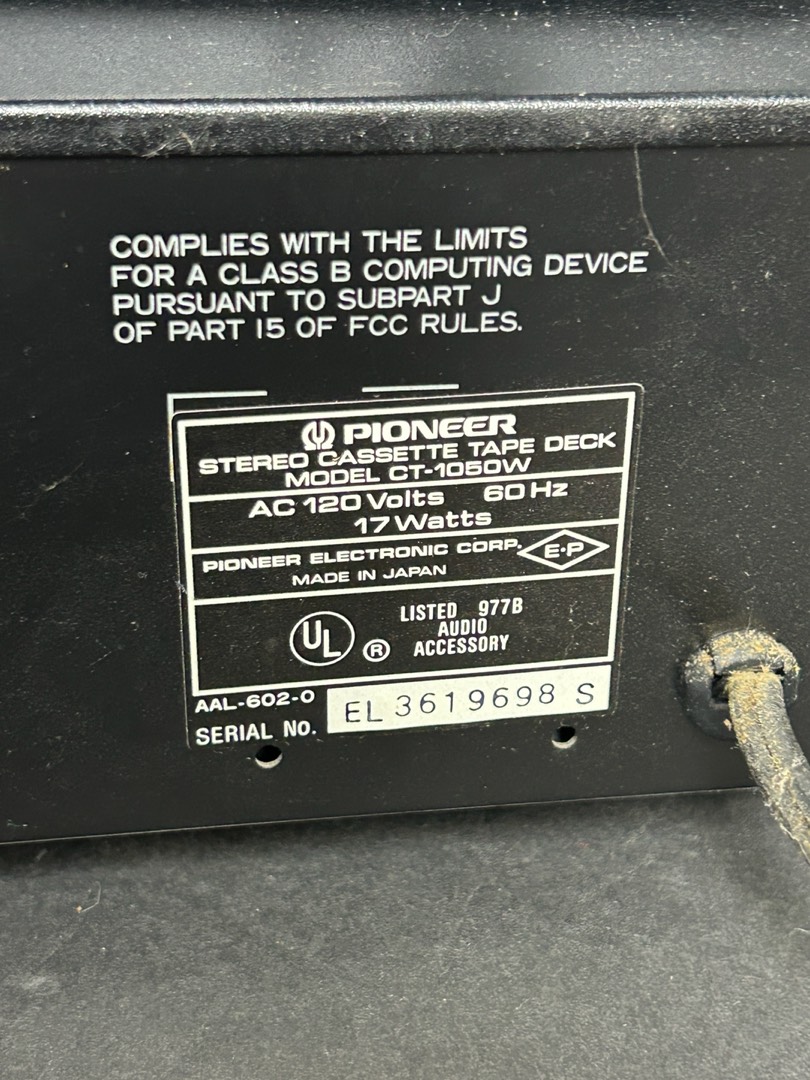 COMPLIES WITH THE LIMITS
FOR A CLASS B COMPUTING DEVICE
PURSUANT TO SUBPART J
OF PART 15 OF FCC RULES.
PIONEER
STEREO CASSETTE TAPE DECK
MODEL CT-1050W
AC 120 Volts 60 Hz
17 Watts
PIONEER ELECTRONIC CORP. E·P
MADE IN JAPAN
UL ® LISTED 977B
AUDIO
ACCESSORY
AAL-602-0
SERIAL No. EL 3619698 S